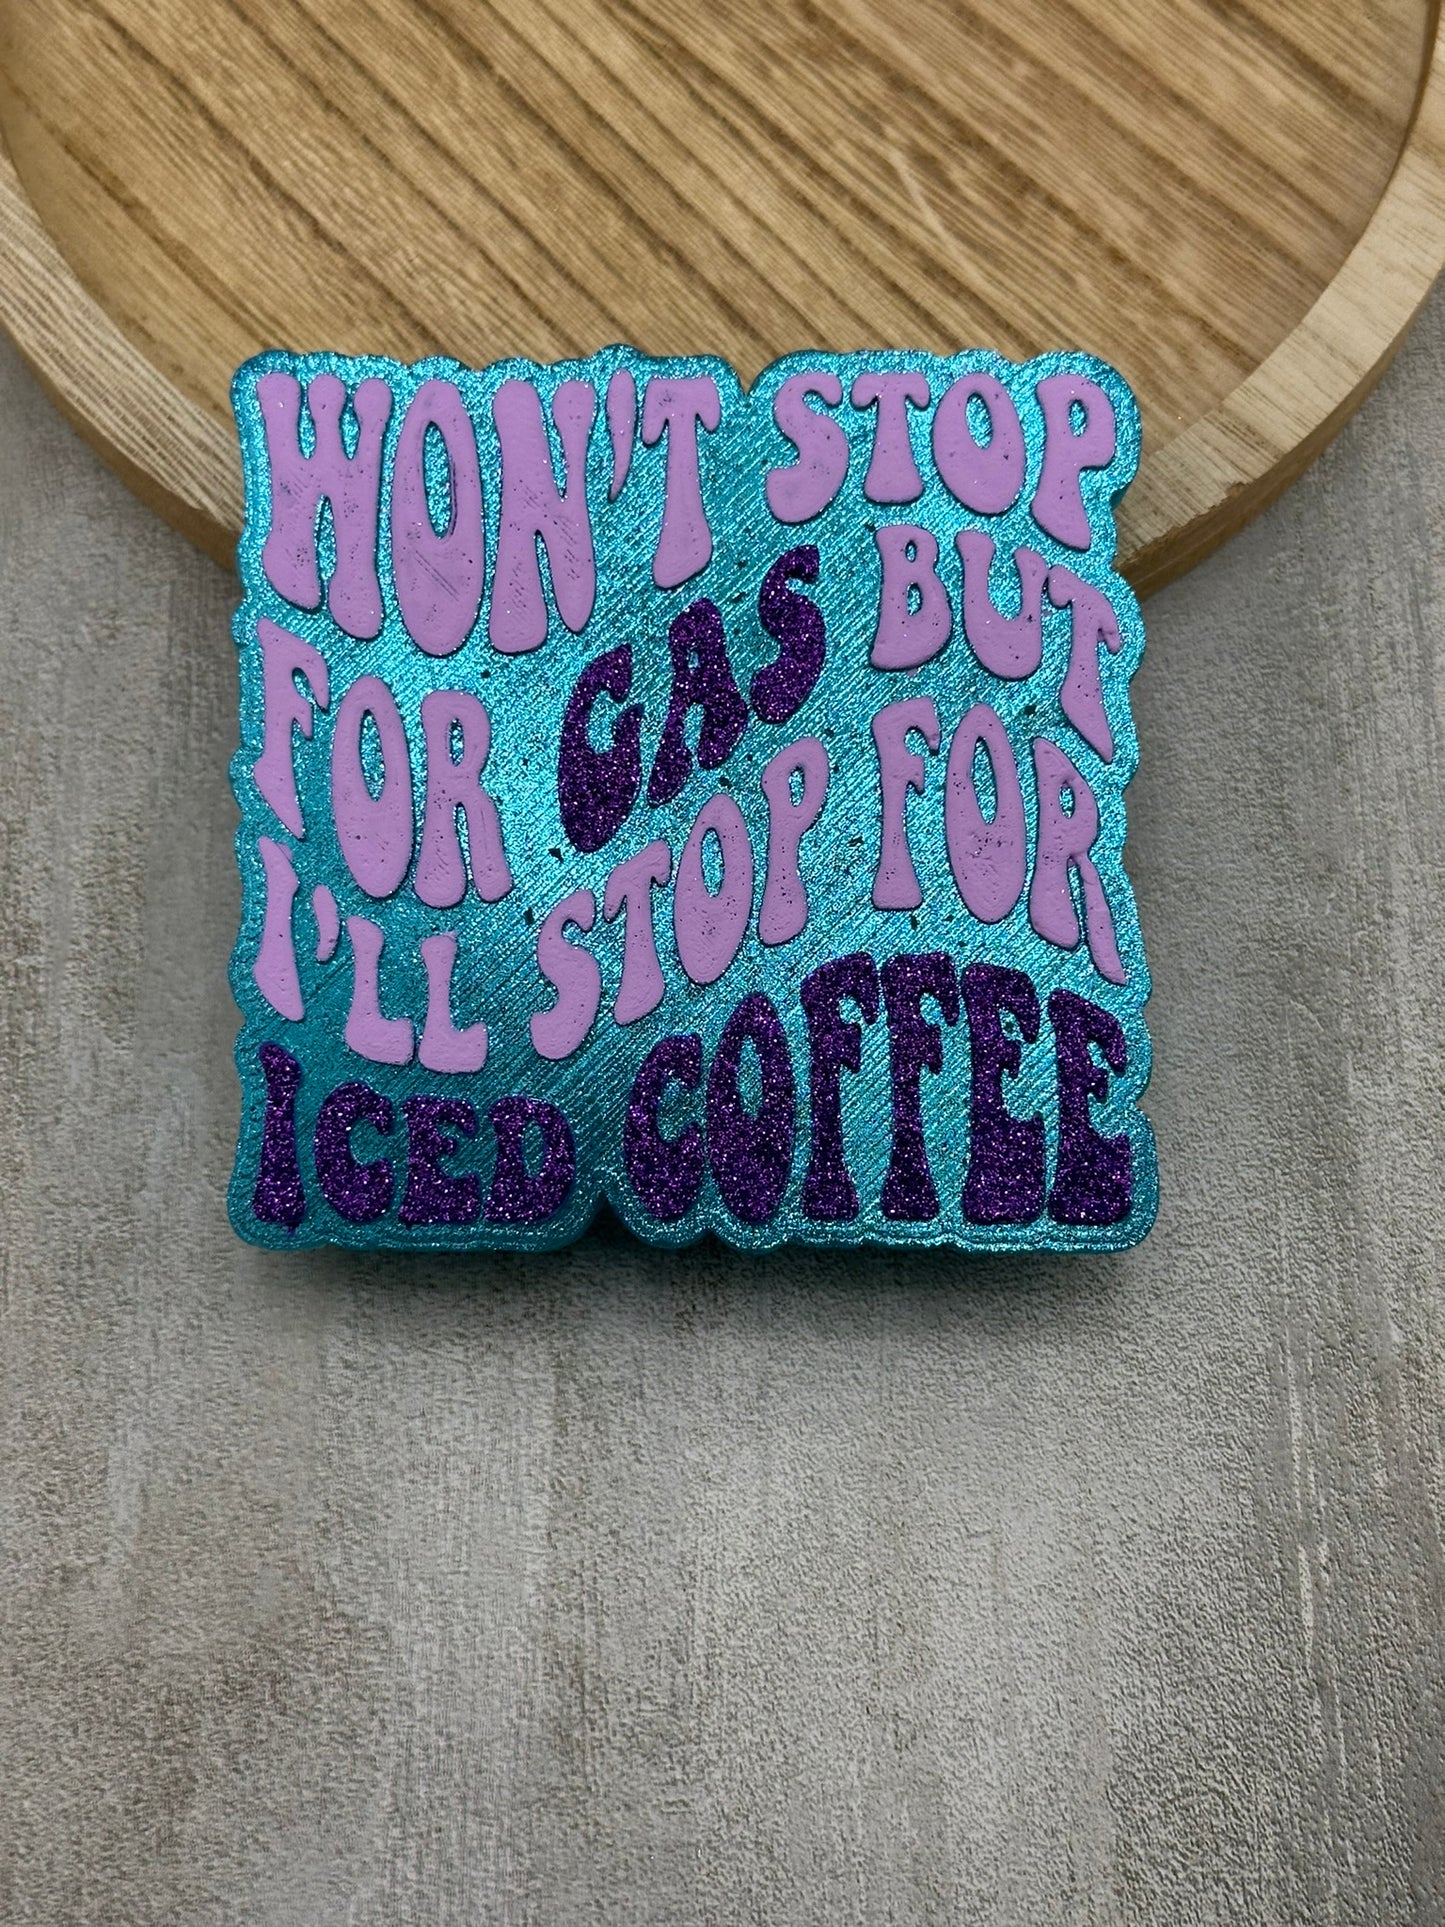 WON'T STOP
FOR GAS BUT
I'LL STOP FOR
ICED COFFEE